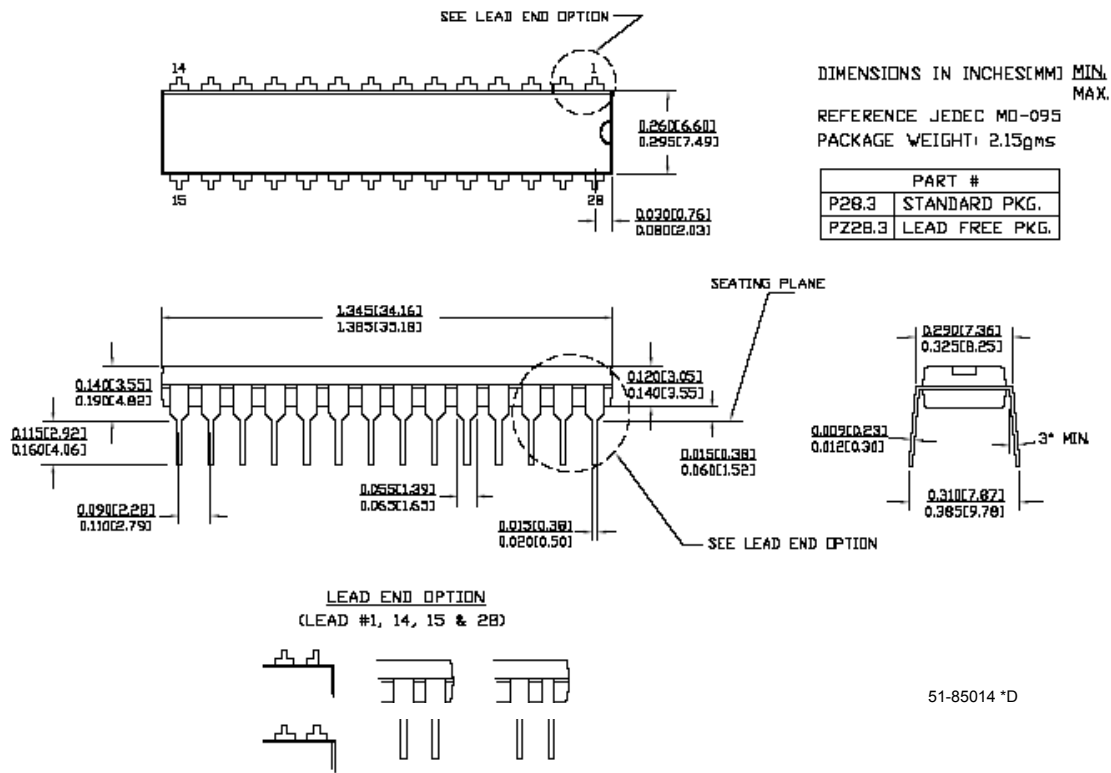 SEE LEAD END OPTION
14
1
DIMENSIONS IN INCHES[MM] MIN.
MAX.
REFERENCE JEDEC MO-095
PACKAGE WEIGHT: 2.15gms
0.260[6.60]
0.295[7.49]
PART #
P28.3 STANDARD PKG.
PZ28.3 LEAD FREE PKG.
15
28
0.030[0.76]
0.080[2.03]
SEATING PLANE
1.345[34.16]
1.385[35.18]
0.290[7.36]
0.325[8.25]
0.140[3.55]
0.190[4.82]
0.120[3.05]
0.140[3.55]
0.115[2.92]
0.160[4.06]
0.015[0.38]
0.060[1.52]
0.009[0.23]
0.012[0.30]
3° MIN.
0.055[1.39]
0.065[1.65]
0.090[2.28]
0.110[2.79]
0.015[0.38]
0.020[0.50]
0.310[7.87]
0.385[9.78]
SEE LEAD END OPTION
LEAD END OPTION
(LEAD #1, 14, 15 & 28)
51-85014 *D